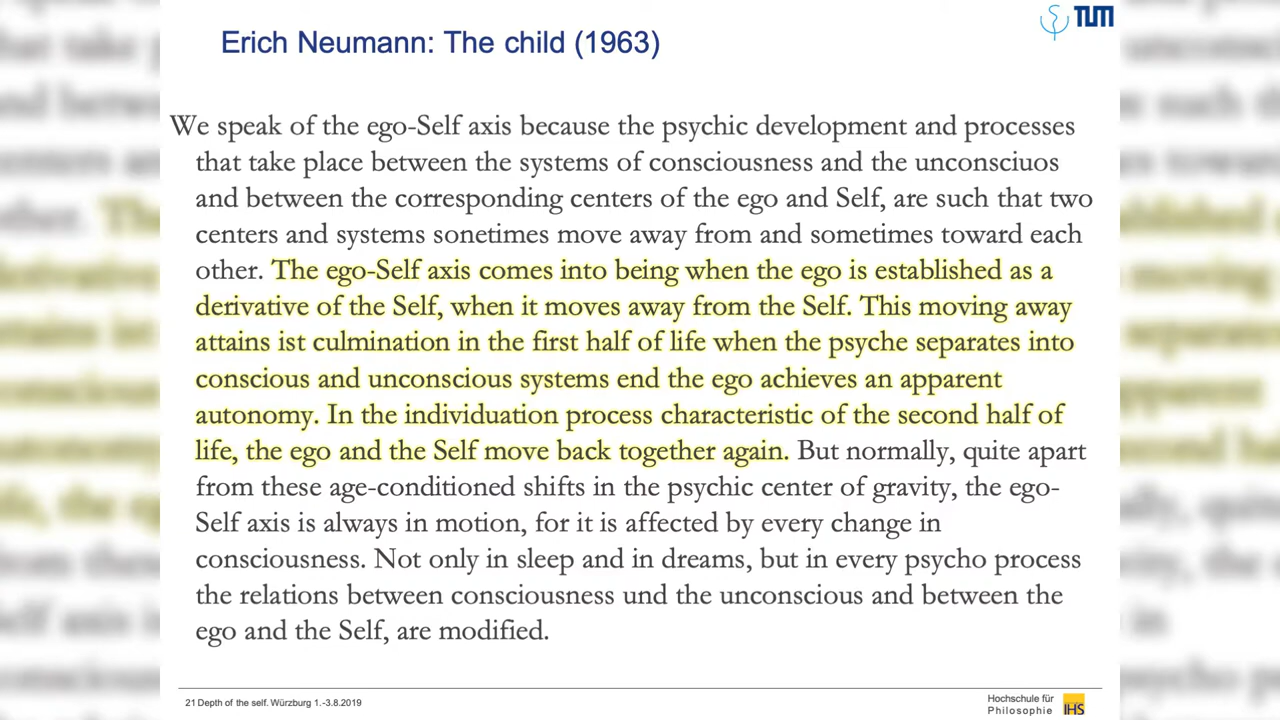 TUM
Erich Neumann: The child (1963)
We speak of the ego-Self axis because the psychic development and processes
that take place between the systems of consciousness and the unconsciuos
and between the corresponding centers of the ego and Self, are such that two
centers and systems sonetimes move away from and sometimes toward each
other. The ego-Self axis comes into being when the ego is established as a
derivative of the Self, when it moves away from the Self. This moving away
attains ist culmination in the first half of life when the psyche separates into
conscious and unconscious systems end the ego achieves an apparent
autonomy. In the individuation process characteristic of the second half of
life, the ego and the Self move back together again. But normally, quite apart
from these age-conditioned shifts in the psychic center of gravity, the ego-
Self axis is always in motion, for it is affected by every change in
consciousness. Not only in sleep and in dreams, but in every psycho process
the relations between consciousness und the unconscious and between the
ego and the Self, are modified.
21 Depth of the self. Würzburg 1.-3.8.2019
Hochschule für
Philosophie
IHS